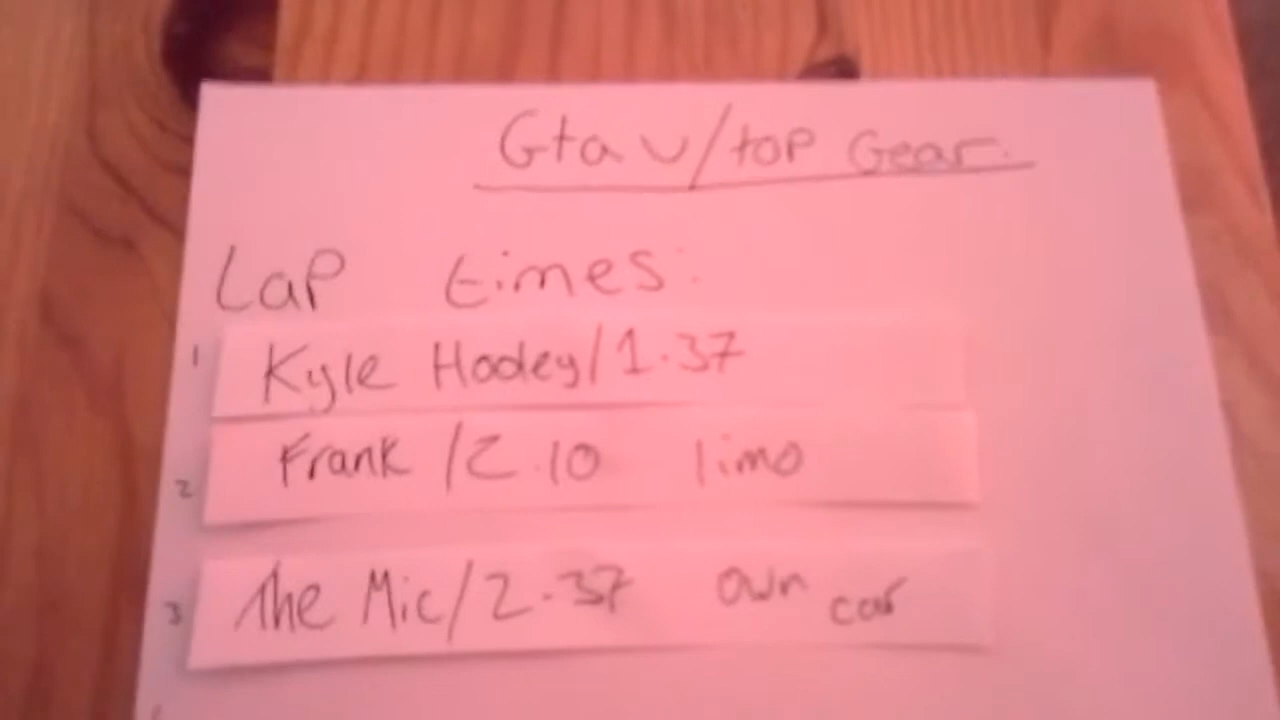 Gta v/top Gear.
Lap times:
1 Kyle Hooley/1.37
2 Frank /2.10 limo
3 The Mic/2.37 own car